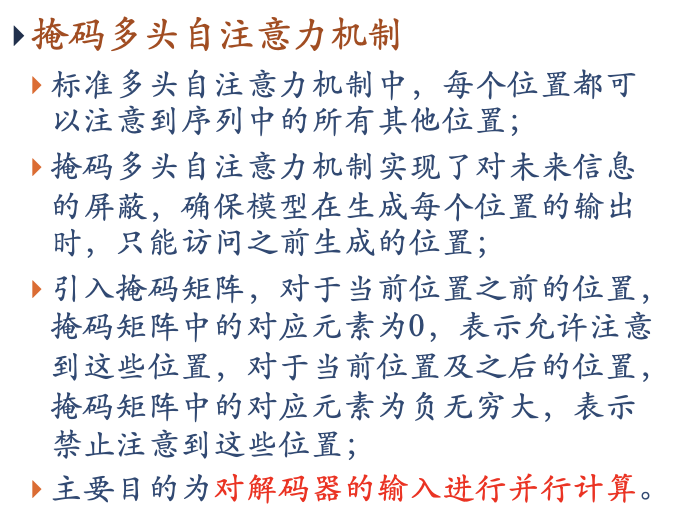 掩码多头自注意力机制
标准多头自注意力机制中，每个位置都可
以注意到序列中的所有其他位置；
掩码多头自注意力机制实现了对未来信息
的屏蔽，确保模型在生成每个位置的输出
时，只能访问之前生成的位置；
引入掩码矩阵，对于当前位置之前的位置，
掩码矩阵中的对应元素为0，表示允许注意
到这些位置，对于当前位置及之后的位置，
掩码矩阵中的对应元素为负无穷大，表示
禁止注意到这些位置；
主要目的为对解码器的输入进行并行计算。